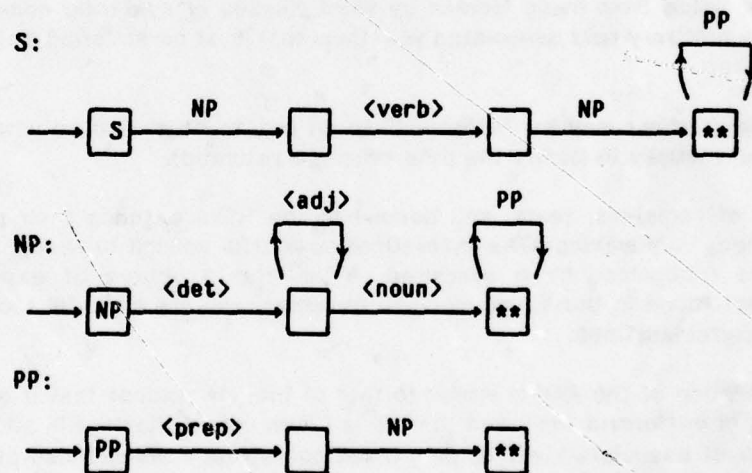 PP
S:
NP <verb> NP
S **
<adj> PP
NP:
<det> <noun>
NP **
PP:
<prep> NP
PP **